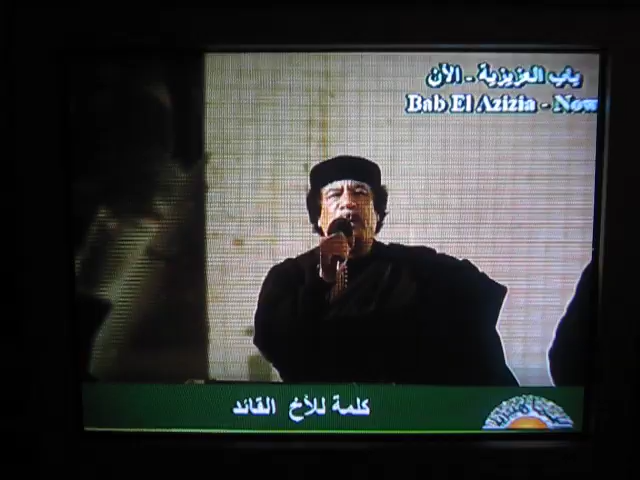 باب العزيزية - الآن
Bab El Azizia - Now
كلمة للأخ القائد